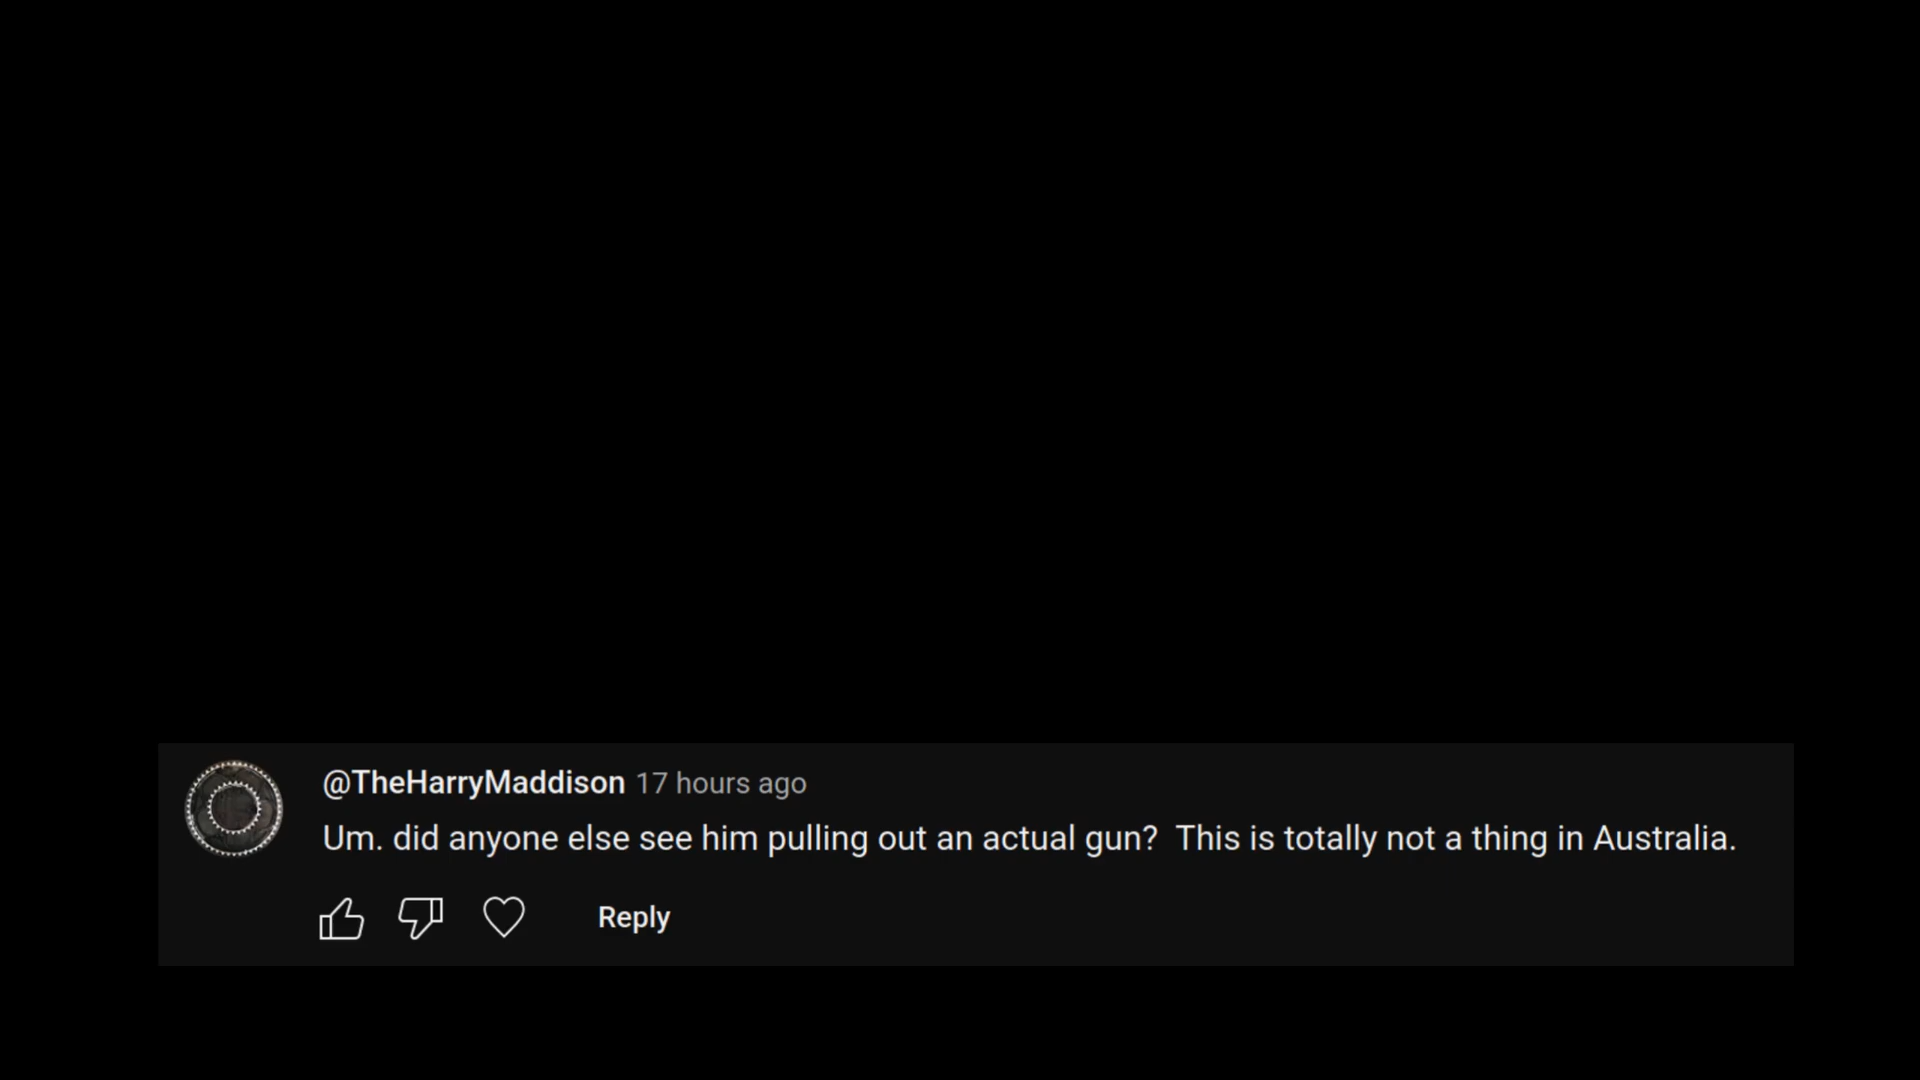 @TheHarryMaddison 17 hours ago
Um. did anyone else see him pulling out an actual gun?  This is totally not a thing in Australia.
Reply